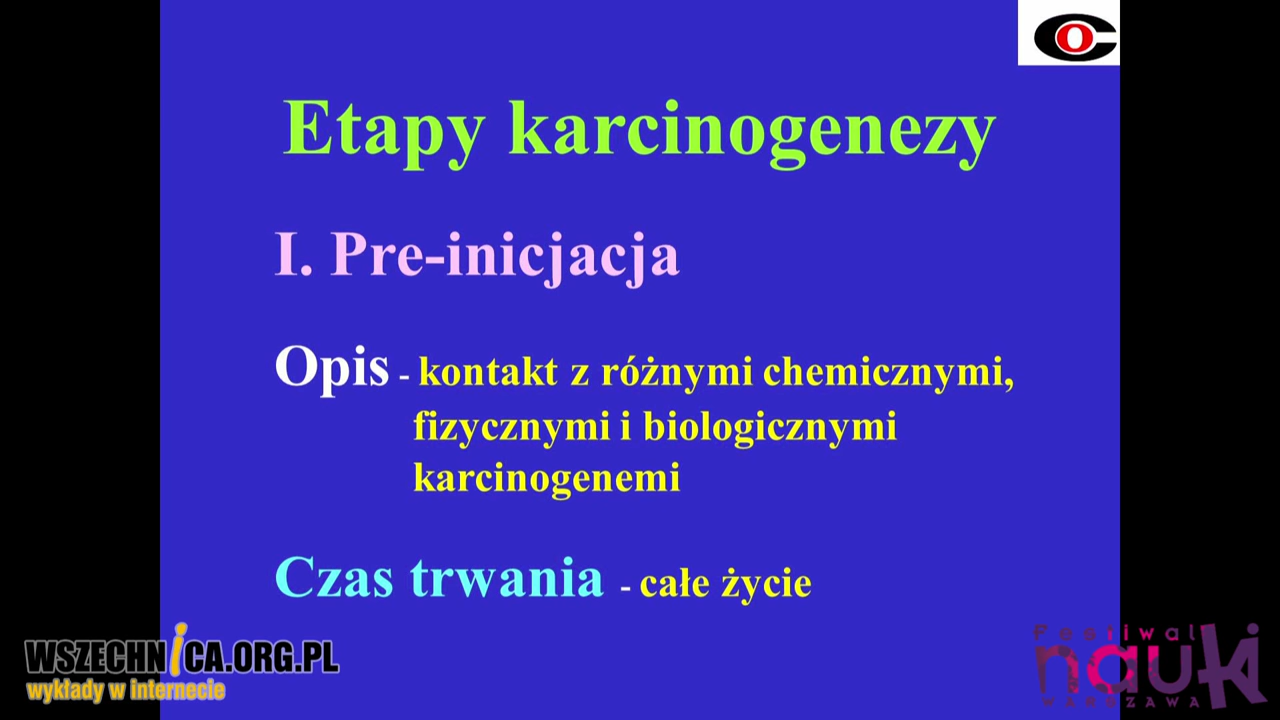 Etapy karcinogenezy
I. Pre-inicjacja
Opis - kontakt z różnymi chemicznymi,
fizycznymi i biologicznymi
karcinogenemi
Czas trwania - całe życie
WSZECHNiCA.ORG.PL
wykłady w internecie
Festiwal
nauki
WARSZAWA